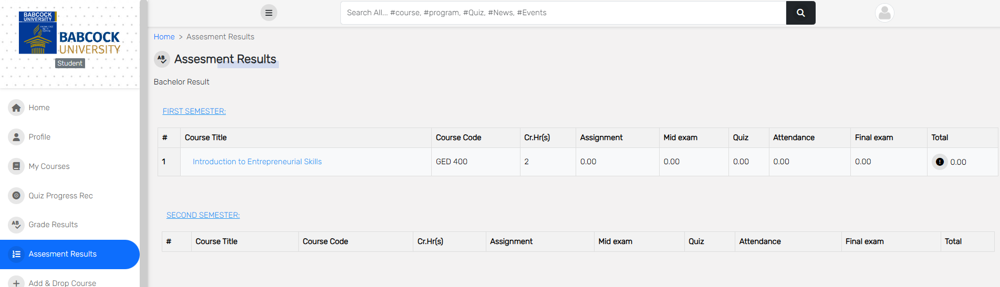 BABCOCK
UNIVERSITY
BABCOCK
UNIVERSITY
Student
Home
Profile
My Courses
Quiz Progress Rec
Grade Results
Assesment Results
Add & Drop Course
Search All... #course, #program, #Quiz, #News, #Events
Home > Assesment Results
Assesment Results
Bachelor Result
FIRST SEMESTER:
# Course Title Course Code Cr.Hr(s) Assignment Mid exam Quiz Attendance Final exam Total
1 Introduction to Entrepreneurial Skills GED 400 2 0.00 0.00 0.00 0.00 0.00 0.00
SECOND SEMESTER:
# Course Title Course Code Cr.Hr(s) Assignment Mid exam Quiz Attendance Final exam Total